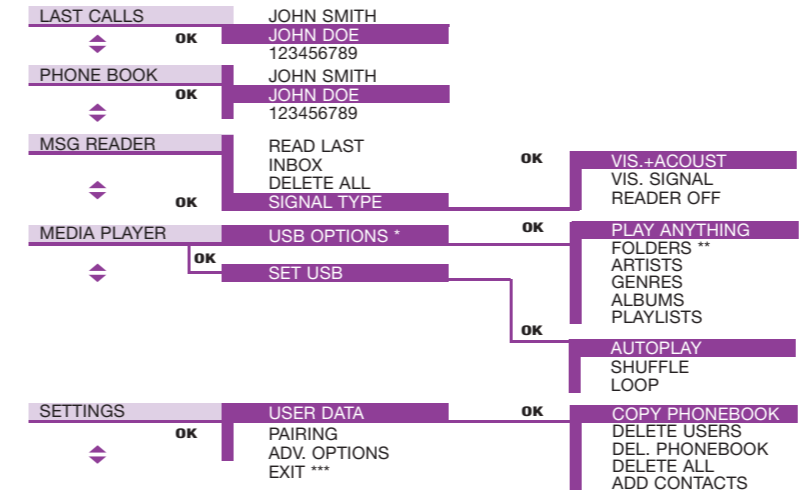 LAST CALLS
OK
JOHN SMITH
JOHN DOE
123456789
PHONE BOOK
OK
JOHN SMITH
JOHN DOE
123456789
MSG READER
OK
READ LAST
INBOX
DELETE ALL
SIGNAL TYPE
OK
VIS.+ACOUST
VIS. SIGNAL
READER OFF
MEDIA PLAYER
OK
USB OPTIONS *
OK
PLAY ANYTHING
FOLDERS **
ARTISTS
GENRES
ALBUMS
PLAYLISTS
SET USB
OK
AUTOPLAY
SHUFFLE
LOOP
SETTINGS
OK
USER DATA
PAIRING
ADV. OPTIONS
EXIT ***
OK
COPY PHONEBOOK
DELETE USERS
DEL. PHONEBOOK
DELETE ALL
ADD CONTACTS